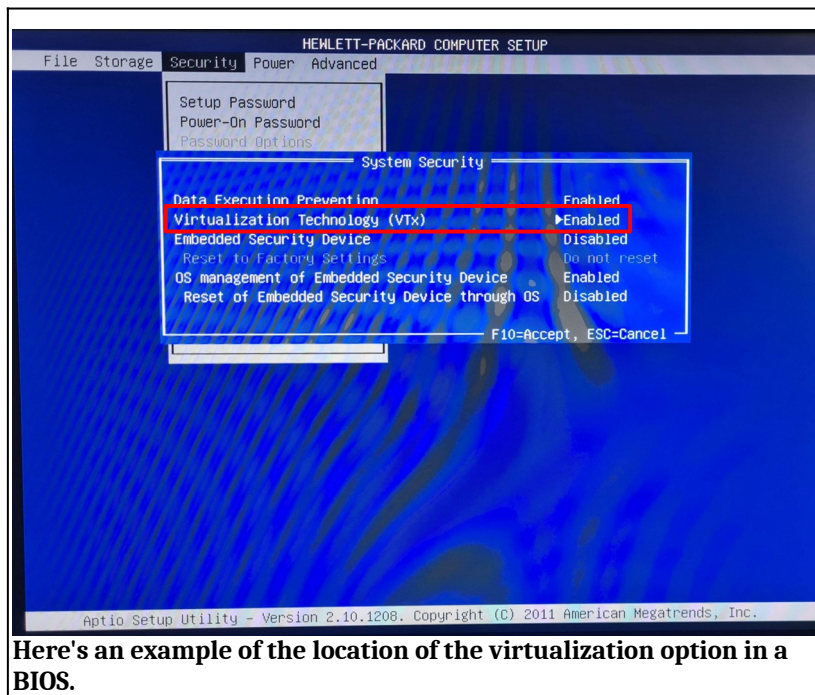 HEWLETT-PACKARD COMPUTER SETUP
File Storage Security Power Advanced
Setup Password
Power-On Password
Password Options
System Security
Data Execution Prevention Enabled
Virtualization Technology (VTx) ▶Enabled
Embedded Security Device Disabled
Reset to Factory Settings Do not reset
OS management of Embedded Security Device Enabled
Reset of Embedded Security Device through OS Disabled
F10=Accept, ESC=Cancel
Aptio Setup Utility - Version 2.10.1208. Copyright (C) 2011 American Megatrends, Inc.
Here's an example of the location of the virtualization option in a
BIOS.